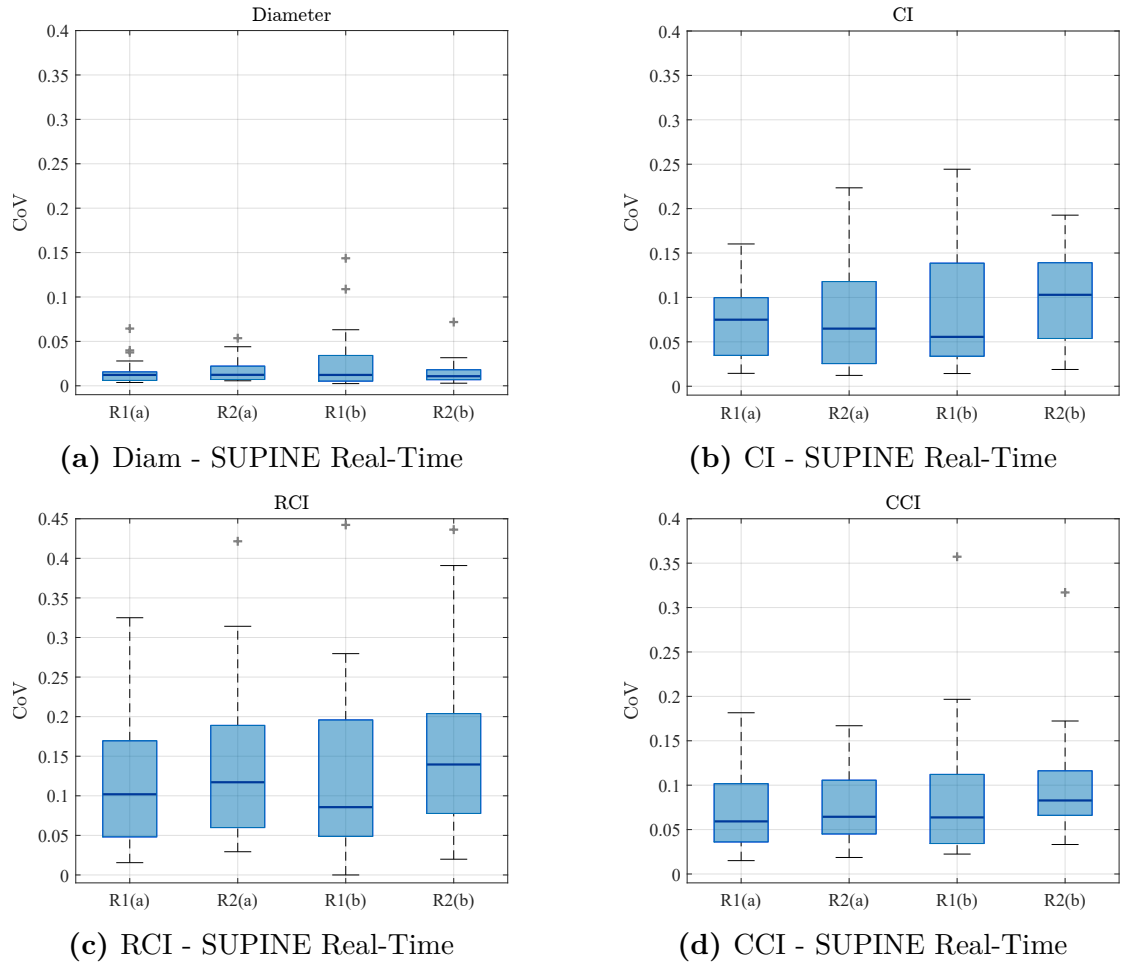 Diameter
0.4
0.35
0.3
0.25
0.2
0.15
0.1
0.05
0
CoV
R1(a) R2(a) R1(b) R2(b)
(a) Diam - SUPINE Real-Time
CI
0.4
0.35
0.3
0.25
0.2
0.15
0.1
0.05
0
CoV
R1(a) R2(a) R1(b) R2(b)
(b) CI - SUPINE Real-Time
RCI
0.45
0.4
0.35
0.3
0.25
0.2
0.15
0.1
0.05
0
CoV
R1(a) R2(a) R1(b) R2(b)
(c) RCI - SUPINE Real-Time
CCI
0.4
0.35
0.3
0.25
0.2
0.15
0.1
0.05
0
CoV
R1(a) R2(a) R1(b) R2(b)
(d) CCI - SUPINE Real-Time